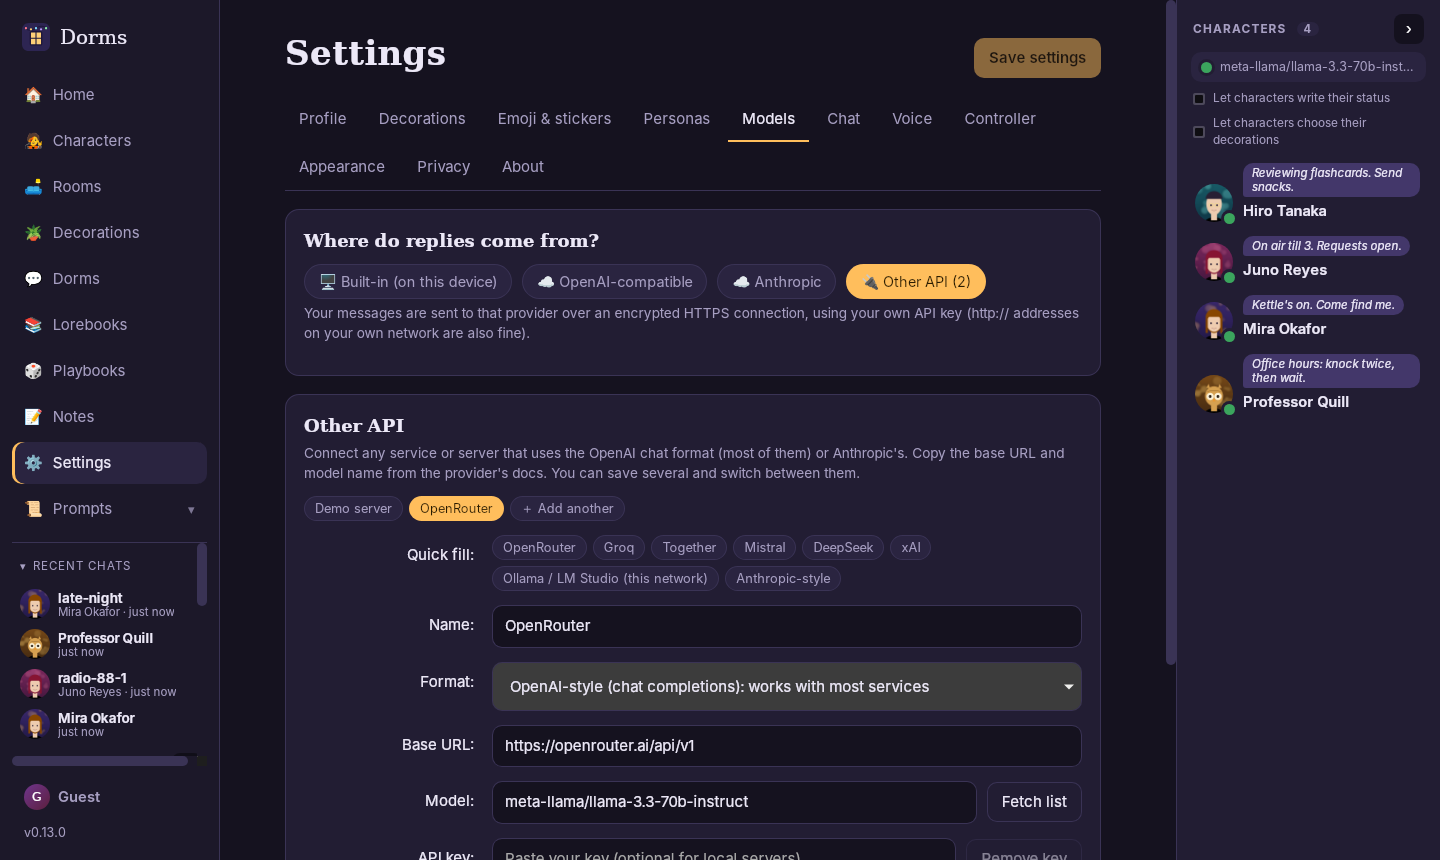 Dorms
Home
Characters
Rooms
Decorations
Dorms
Lorebooks
Playbooks
Notes
Settings
Prompts
RECENT CHATS
late-night
Mira Okafor · just now
Professor Quill
just now
radio-88-1
Juno Reyes · just now
Mira Okafor
just now
G Guest
v0.13.0
Settings
Save settings
Profile Decorations Emoji & stickers Personas Models Chat Voice Controller
Appearance Privacy About
Where do replies come from?
Built-in (on this device) OpenAI-compatible Anthropic Other API (2)
Your messages are sent to that provider over an encrypted HTTPS connection, using your own API key (http:// addresses
on your own network are also fine).
Other API
Connect any service or server that uses the OpenAI chat format (most of them) or Anthropic's. Copy the base URL and
model name from the provider's docs. You can save several and switch between them.
Demo server OpenRouter + Add another
Quick fill: OpenRouter Groq Together Mistral DeepSeek xAI
Ollama / LM Studio (this network) Anthropic-style
Name: OpenRouter
Format: OpenAI-style (chat completions): works with most services
Base URL: https://openrouter.ai/api/v1
Model: meta-llama/llama-3.3-70b-instruct Fetch list
API key: Paste your key (optional for local servers) Remove key
CHARACTERS 4
meta-llama/llama-3.3-70b-inst...
Let characters write their status
Let characters choose their
decorations
Reviewing flashcards. Send
snacks.
Hiro Tanaka
On air till 3. Requests open.
Juno Reyes
Kettle's on. Come find me.
Mira Okafor
Office hours: knock twice,
then wait.
Professor Quill